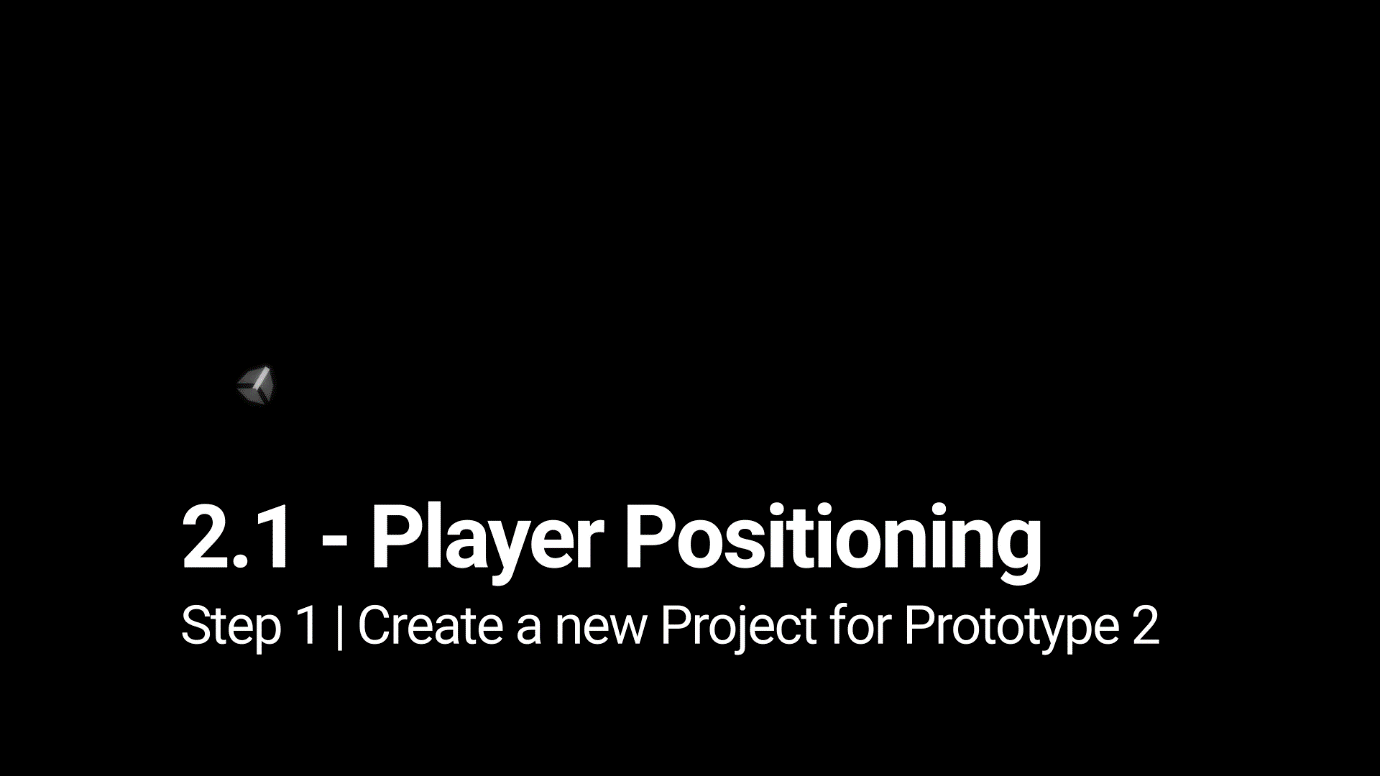 2.1 - Player Positioning
Step 1 | Create a new Project for Prototype 2